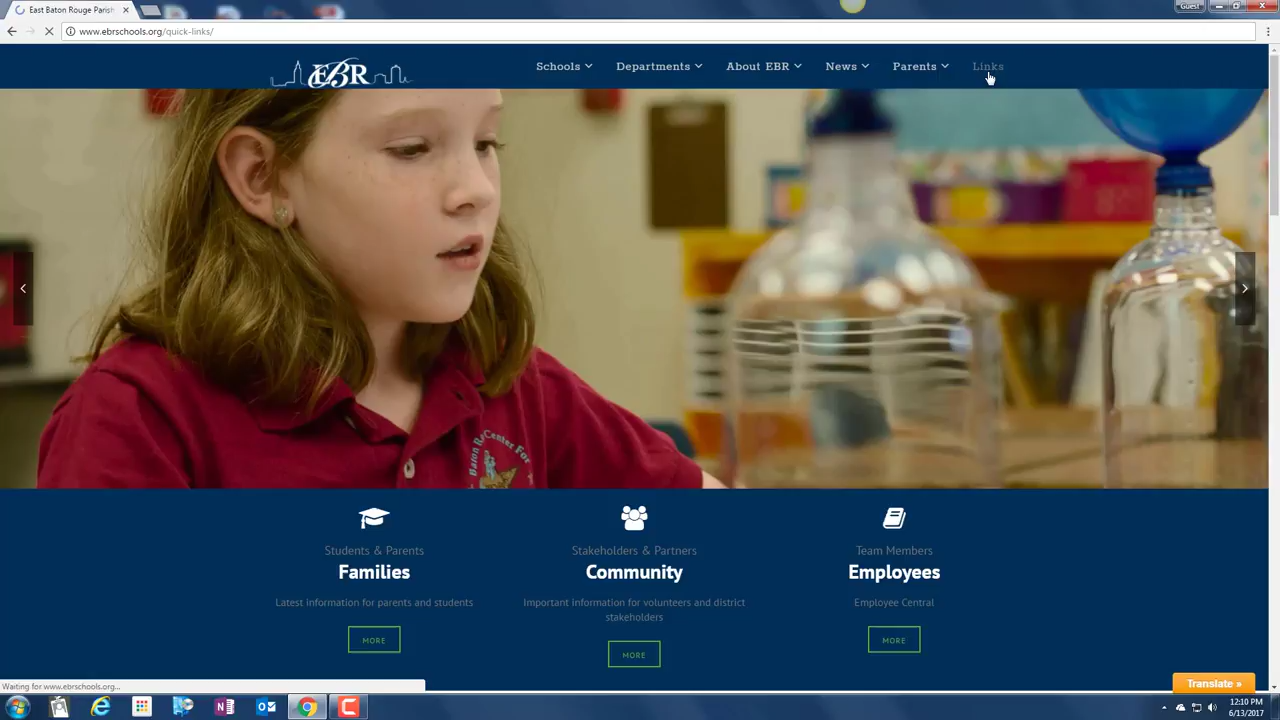 East Baton Rouge Parish
Guest
www.ebrschools.org/quick-links/
EBR
Schools
Departments
About EBR
News
Parents
Links
Students & Parents
Families
Latest information for parents and students
MORE
Stakeholders & Partners
Community
Important information for volunteers and district
stakeholders
MORE
Team Members
Employees
Employee Central
MORE
Waiting for www.ebrschools.org...
Translate »
12:10 PM
6/13/2017